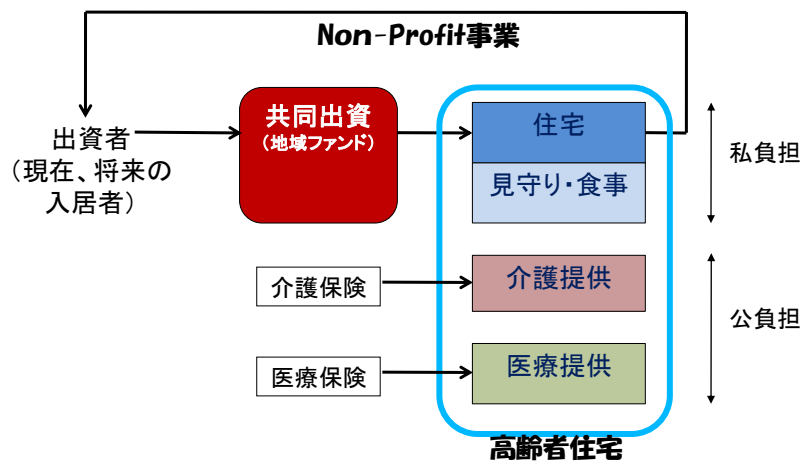 Non-Profit事業
共同出資
(地域ファンド)
出資者
(現在、将来の
入居者)
住宅
見守り・食事
私負担
介護保険
介護提供
公負担
医療保険
医療提供
高齢者住宅